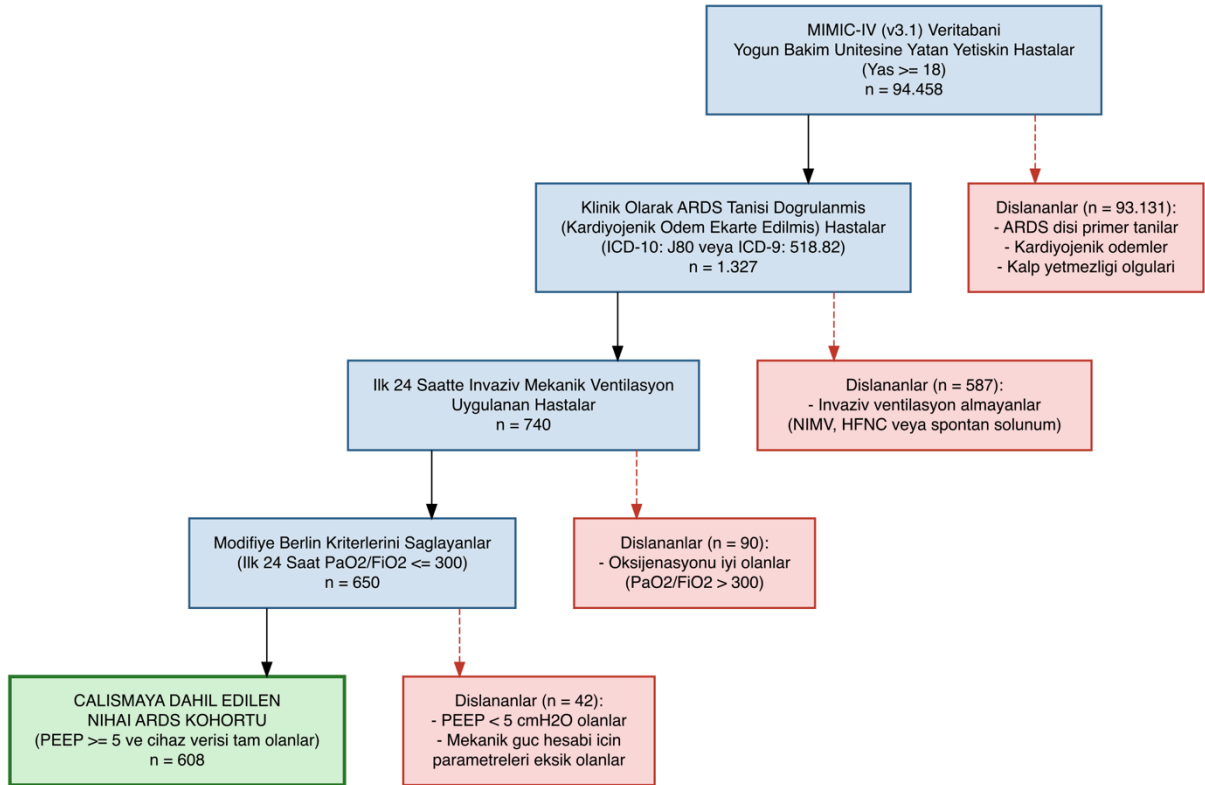 MIMIC-IV (v3.1) Veritabani
Yogun Bakim Unitesine Yatan Yetiskin Hastalar
(Yas >= 18)
n = 94.458
Klinik Olarak ARDS Tanisi Dogrulanmis
(Kardiyojenik Odem Ekarte Edilmis) Hastalar
(ICD-10: J80 veya ICD-9: 518.82)
n = 1.327
Dislananlar (n = 93.131):
- ARDS disi primer tanilar
- Kardiyojenik odemler
- Kalp yetmezligi olgulari
Ilk 24 Saatte Invaziv Mekanik Ventilasyon
Uygulanan Hastalar
n = 740
Dislananlar (n = 587):
- Invaziv ventilasyon almayanlar
(NIMV, HFNC veya spontan solunum)
Modifiye Berlin Kriterlerini Saglayanlar
(Ilk 24 Saat PaO2/FiO2 <= 300)
n = 650
Dislananlar (n = 90):
- Oksijenasyonu iyi olanlar
(PaO2/FiO2 > 300)
CALISMAYA DAHIL EDILEN
NIHAI ARDS KOHORTU
(PEEP >= 5 ve cihaz verisi tam olanlar)
n = 608
Dislananlar (n = 42):
- PEEP < 5 cmH2O olanlar
- Mekanik guc hesabi icin
parametreleri eksik olanlar